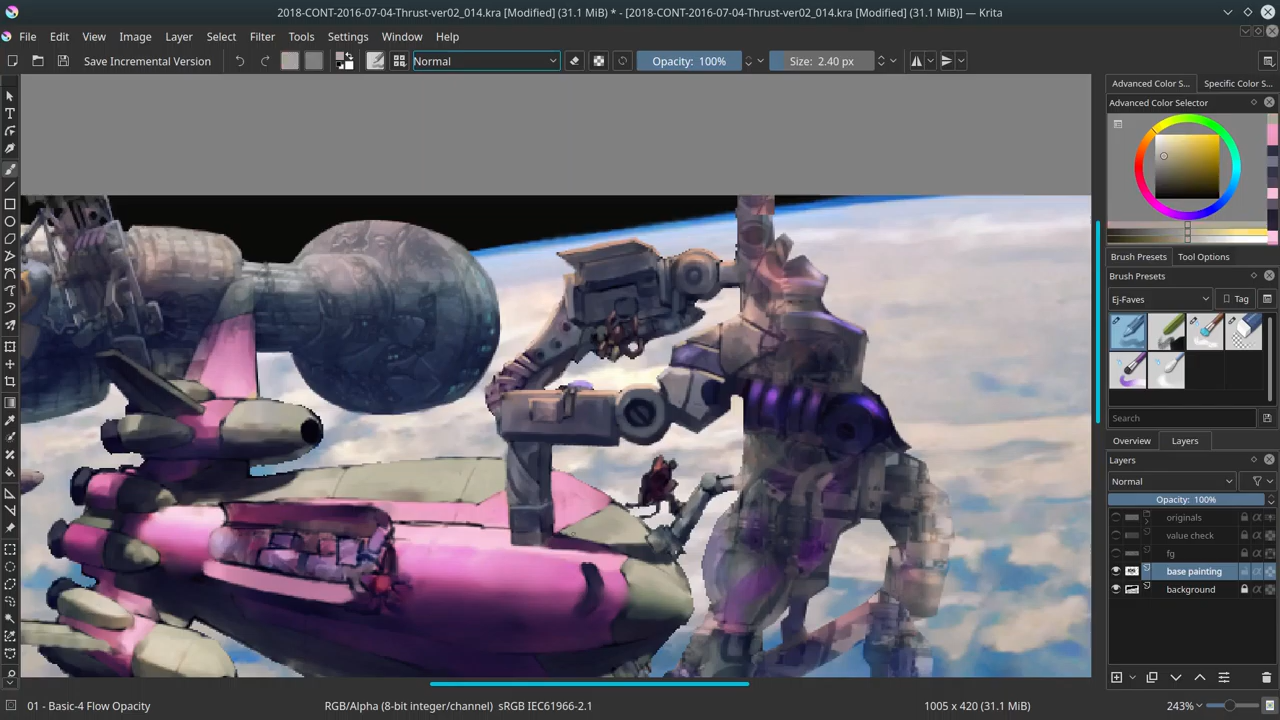 2018-CONT-2016-07-04-Thrust-ver02_014.kra [Modified] (31.1 MiB) * - [2018-CONT-2016-07-04-Thrust-ver02_014.kra [Modified] (31.1 MiB)] — Krita
File Edit View Image Layer Select Filter Tools Settings Window Help
Save Incremental Version Normal Opacity: 100% Size: 2.40 px
Advanced Color S... Specific Color S...
Advanced Color Selector
Brush Presets Tool Options
Brush Presets
Ej-Faves Tag
Search
Overview Layers
Layers
Normal
Opacity: 100%
originals
value check
fg
base painting
background
01 - Basic-4 Flow Opacity RGB/Alpha (8-bit integer/channel) sRGB IEC61966-2.1 1005 x 420 (31.1 MiB) 243%